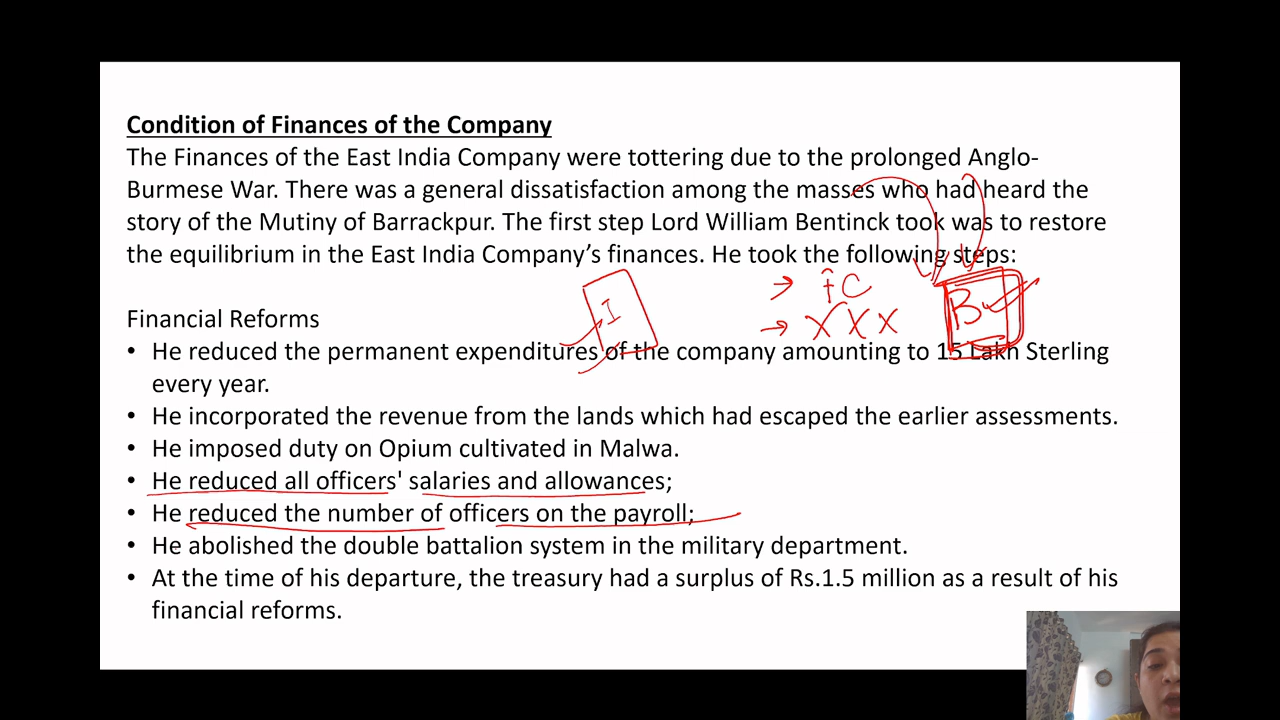 Condition of Finances of the Company
The Finances of the East India Company were tottering due to the prolonged Anglo-
Burmese War. There was a general dissatisfaction among the masses who had heard the
story of the Mutiny of Barrackpur. The first step Lord William Bentinck took was to restore
the equilibrium in the East India Company’s finances. He took the following steps:
I
B
X X X
Financial Reforms
• He reduced the permanent expenditures of the company amounting to 15 Lakh Sterling
every year.
• He incorporated the revenue from the lands which had escaped the earlier assessments.
• He imposed duty on Opium cultivated in Malwa.
• He reduced all officers' salaries and allowances;
• He reduced the number of officers on the payroll;
• He abolished the double battalion system in the military department.
• At the time of his departure, the treasury had a surplus of Rs.1.5 million as a result of his
financial reforms.